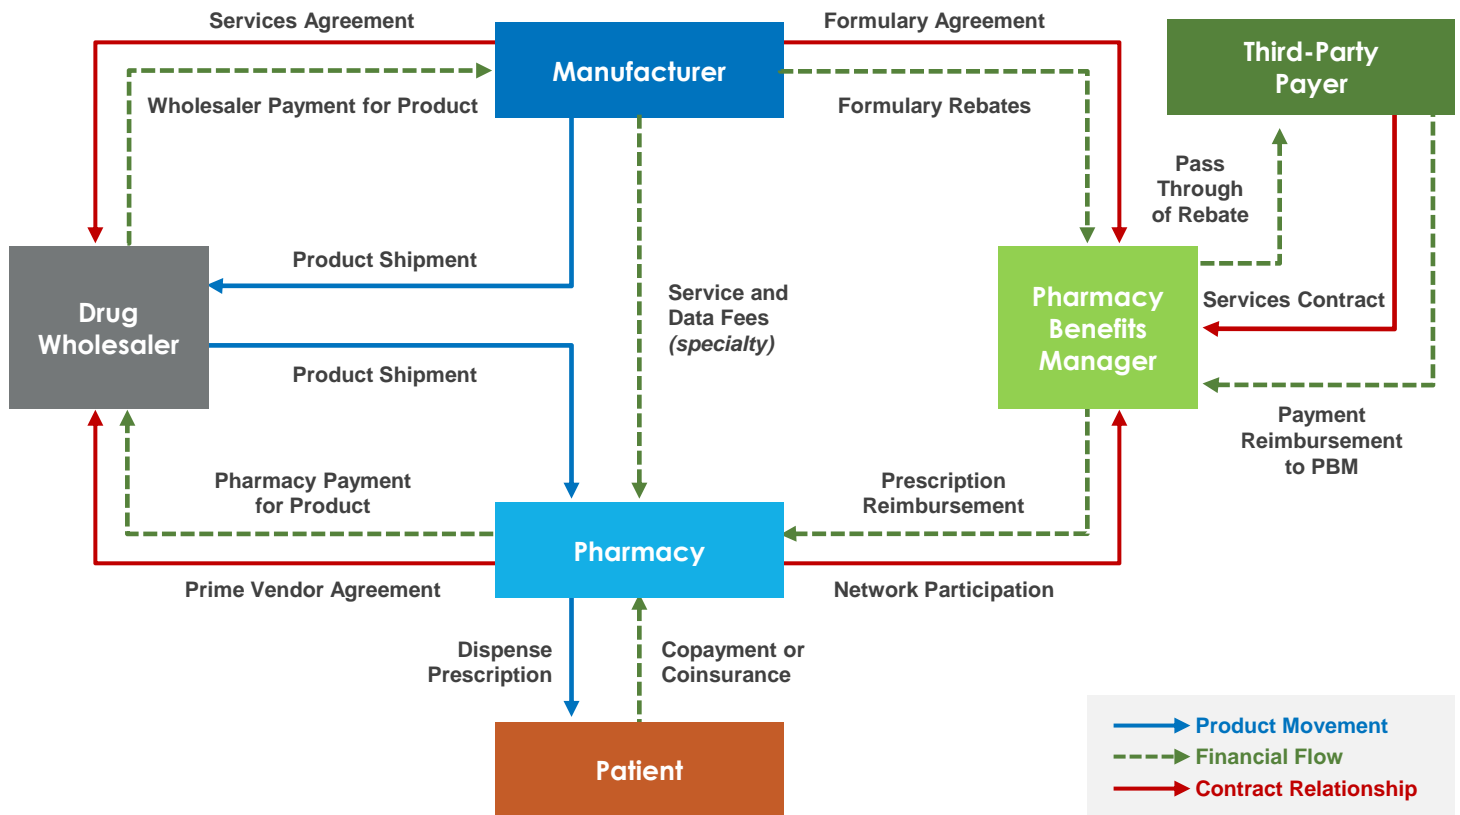 Services Agreement
Formulary Agreement
Manufacturer
Third-Party
Payer
Wholesaler Payment for Product
Formulary Rebates
Pass
Through
of Rebate
Product Shipment
Drug
Wholesaler
Service and
Data Fees
(specialty)
Pharmacy
Benefits
Manager
Services Contract
Product Shipment
Payment
Reimbursement
to PBM
Pharmacy Payment
for Product
Prescription
Reimbursement
Pharmacy
Prime Vendor Agreement
Network Participation
Dispense
Prescription
Copayment or
Coinsurance
Patient
Product Movement
Financial Flow
Contract Relationship